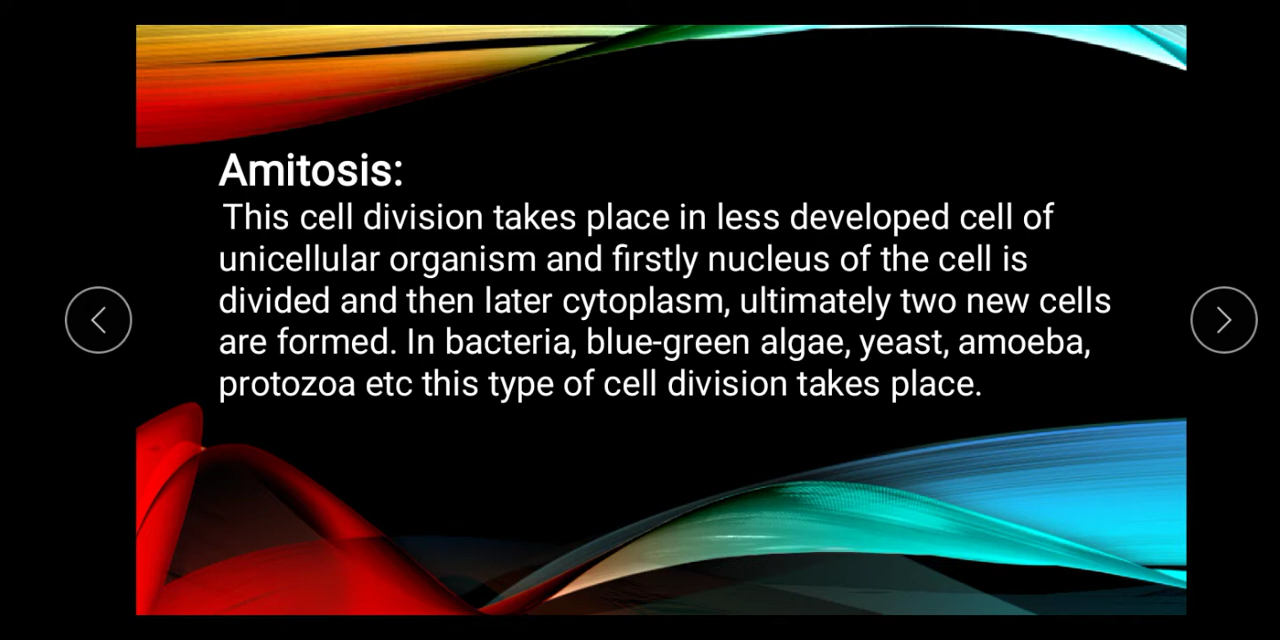 Amitosis:
This cell division takes place in less developed cell of
unicellular organism and firstly nucleus of the cell is
divided and then later cytoplasm, ultimately two new cells
are formed. In bacteria, blue-green algae, yeast, amoeba,
protozoa etc this type of cell division takes place.